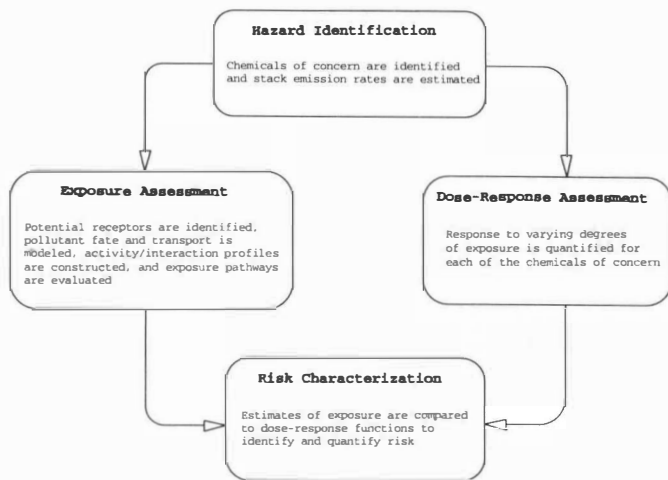 Hazard Identification
Chemicals of concern are identified
and stack emission rates are estimated
Exposure Assessment
Potential receptors are identified,
pollutant fate and transport is
modeled, activity/interaction profiles
are constructed, and exposure pathways
are evaluated
Dose-Response Assessment
Response to varying degrees
of exposure is quantified for
each of the chemicals of concern
Risk Characterization
Estimates of exposure are compared
to dose-response functions to
identify and quantify risk